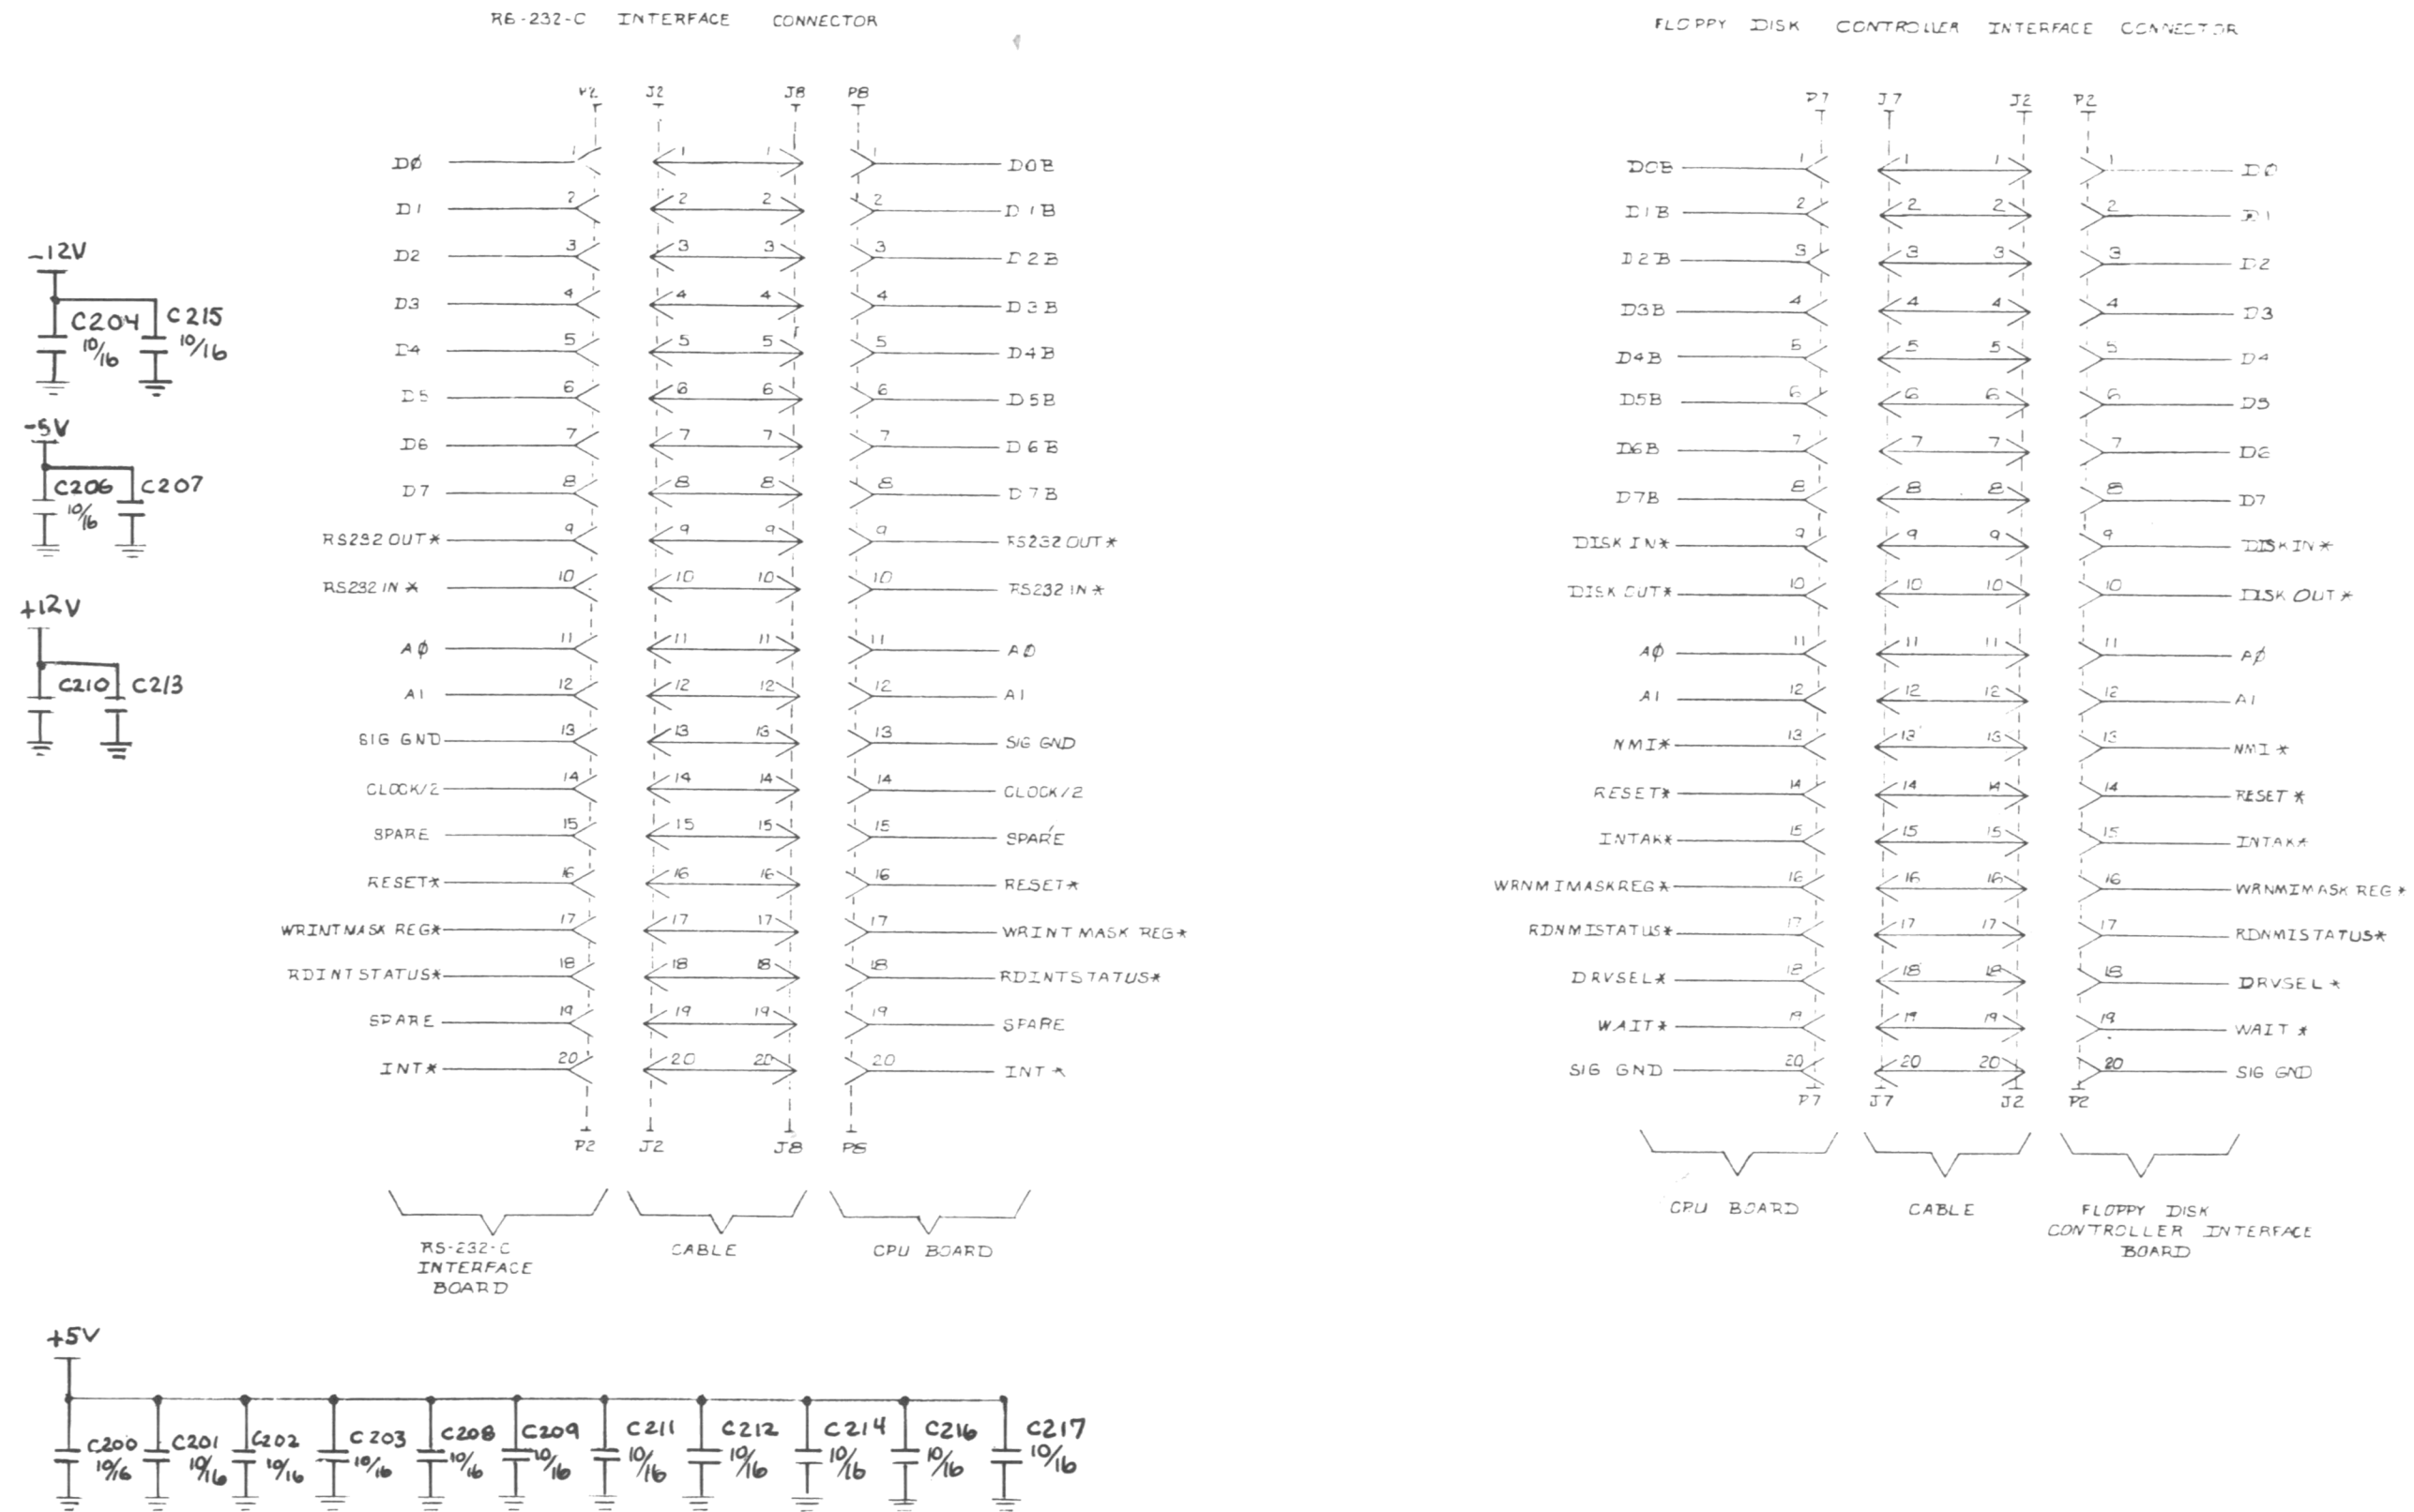 RS-232-C INTERFACE CONNECTOR
P2 J2 J8 P8
DØ 1 1 1 1 D0B
D1 2 2 2 2 D1B
D2 3 3 3 3 D2B
D3 4 4 4 4 D3B
D4 5 5 5 5 D4B
D5 6 6 6 6 D5B
D6 7 7 7 7 D6B
D7 8 8 8 8 D7B
RS232 OUT* 9 9 9 9 RS232 OUT*
RS232 IN* 10 10 10 10 RS232 IN*
AØ 11 11 11 11 AØ
A1 12 12 12 12 A1
SIG GND 13 13 13 13 SIG GND
CLOCK/2 14 14 14 14 CLOCK/2
SPARE 15 15 15 15 SPARE
RESET* 16 16 16 16 RESET*
WRINTMASK REG* 17 17 17 17 WRINTMASK REG*
RDINTSTATUS* 18 18 18 18 RDINTSTATUS*
SPARE 19 19 19 19 SPARE
INT* 20 20 20 20 INT*
P2 J2 J8 P8
RS-232-C
INTERFACE
BOARD
CABLE
CPU BOARD
FLOPPY DISK CONTROLLER INTERFACE CONNECTOR
P7 J7 J2 P2
D0B 1 1 1 1 DØ
D1B 2 2 2 2 D1
D2B 3 3 3 3 D2
D3B 4 4 4 4 D3
D4B 5 5 5 5 D4
D5B 6 6 6 6 D5
D6B 7 7 7 7 D6
D7B 8 8 8 8 D7
DISK IN* 9 9 9 9 DISK IN*
DISK OUT* 10 10 10 10 DISK OUT*
AØ 11 11 11 11 AØ
A1 12 12 12 12 A1
NMI* 13 13 13 13 NMI*
RESET* 14 14 14 14 RESET*
INTAK* 15 15 15 15 INTAK*
WRNMIMASKREG* 16 16 16 16 WRNMIMASK REG*
RDNMISTATUS* 17 17 17 17 RDNMISTATUS*
DRVSEL* 18 18 18 18 DRVSEL*
WAIT* 19 19 19 19 WAIT*
SIG GND 20 20 20 20 SIG GND
P7 J7 J2 P2
CPU BOARD
CABLE
FLOPPY DISK
CONTROLLER INTERFACE
BOARD
-12V
C204 C215
10/16 10/16
-5V
C206 C207
10/16
+12V
C210 C213
+5V
C200 C201 C202 C203 C208 C209 C211 C212 C214 C216 C217
10/16 10/16 10/16 10/16 10/16 10/16 10/16 10/16 10/16 10/16 10/16